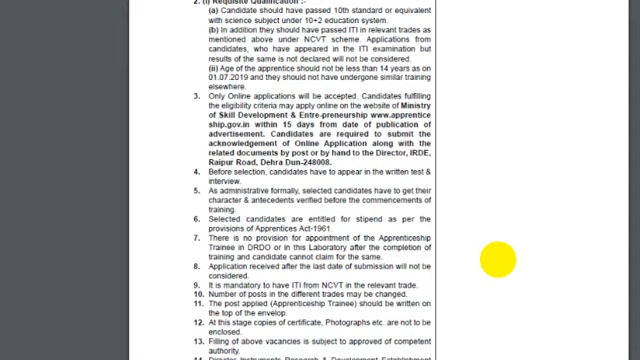 2. (i) Requisite Qualification :-
(a) Candidate should have passed 10th standard or equivalent
with science subject under 10+2 education system.
(b) In addition they should have passed ITI in relevant trades as
mentioned above under NCVT scheme. Applications from
candidates, who have appeared in the ITI examination but
results of the same is not declared will not be considered.
(ii) Age of the apprentice should not be less than 14 years as on
01.07.2019 and they should not have undergone similar training
elsewhere.
3. Only Online applications will be accepted. Candidates fulfilling
the eligibility criteria may apply online on the website of Ministry
of Skill Development & Entre-preneurship www.apprentice
ship.gov.in within 15 days from date of publication of
advertisement. Candidates are required to submit the
acknowledgement of Online Application along with the
related documents by post or by hand to the Director, IRDE,
Raipur Road, Dehra Dun-248008.
4. Before selection, candidates have to appear in the written test &
interview.
5. As administrative formally, selected candidates have to get their
character & antecedents verified before the commencements of
training.
6. Selected candidates are entitled for stipend as per the
provisions of Apprentices Act-1961.
7. There is no provision for appointment of the Apprenticeship
Trainee in DRDO or in this Laboratory after the completion of
training and candidate cannot claim for the same.
8. Application received after the last date of submission will not be
considered.
9. It is mandatory to have ITI from NCVT in the relevant trade.
10. Number of posts in the different trades may be changed.
11. The post applied (Apprenticeship Trainee) should be written on
the top of the envelop.
12. At this stage copies of certificate, Photographs etc. are not to be
enclosed.
13. Filling of above vacancies is subject to approved of competent
authority.
14. Director Instruments Research & Development Establishment